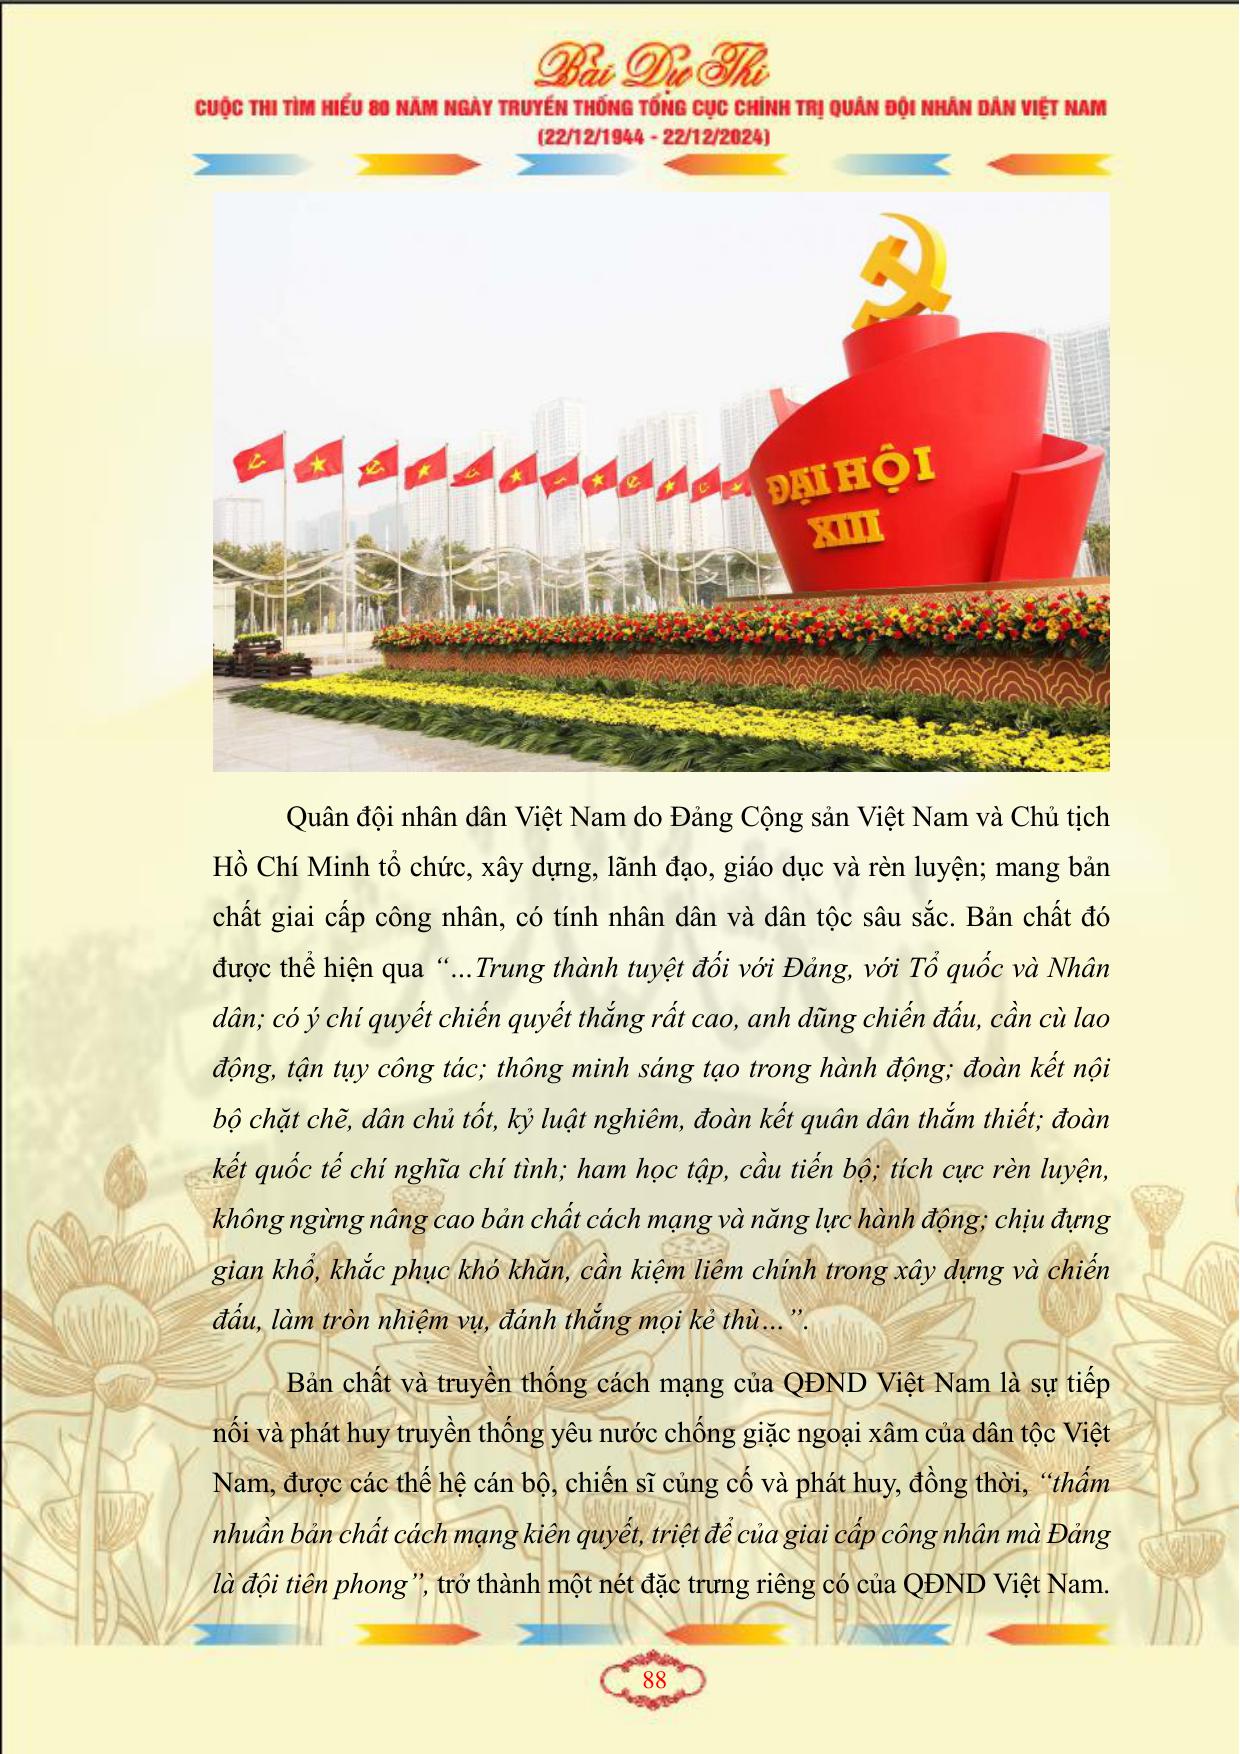 Bài Dự Thi
CUỘC THI TÌM HIỂU 80 NĂM NGÀY TRUYỀN THỐNG TỔNG CỤC CHÍNH TRỊ QUÂN ĐỘI NHÂN DÂN VIỆT NAM
(22/12/1944 - 22/12/2024)
ĐẠI HỘI
XIII
Quân đội nhân dân Việt Nam do Đảng Cộng sản Việt Nam và Chủ tịch
Hồ Chí Minh tổ chức, xây dựng, lãnh đạo, giáo dục và rèn luyện; mang bản
chất giai cấp công nhân, có tính nhân dân và dân tộc sâu sắc. Bản chất đó
được thể hiện qua “…Trung thành tuyệt đối với Đảng, với Tổ quốc và Nhân
dân; có ý chí quyết chiến quyết thắng rất cao, anh dũng chiến đấu, cần cù lao
động, tận tụy công tác; thông minh sáng tạo trong hành động; đoàn kết nội
bộ chặt chẽ, dân chủ tốt, kỷ luật nghiêm, đoàn kết quân dân thắm thiết; đoàn
kết quốc tế chí nghĩa chí tình; ham học tập, cầu tiến bộ; tích cực rèn luyện,
không ngừng nâng cao bản chất cách mạng và năng lực hành động; chịu đựng
gian khổ, khắc phục khó khăn, cần kiệm liêm chính trong xây dựng và chiến
đấu, làm tròn nhiệm vụ, đánh thắng mọi kẻ thù…”.
Bản chất và truyền thống cách mạng của QĐND Việt Nam là sự tiếp
nối và phát huy truyền thống yêu nước chống giặc ngoại xâm của dân tộc Việt
Nam, được các thế hệ cán bộ, chiến sĩ củng cố và phát huy, đồng thời, “thấm
nhuần bản chất cách mạng kiên quyết, triệt để của giai cấp công nhân mà Đảng
là đội tiên phong”, trở thành một nét đặc trưng riêng có của QĐND Việt Nam.
88